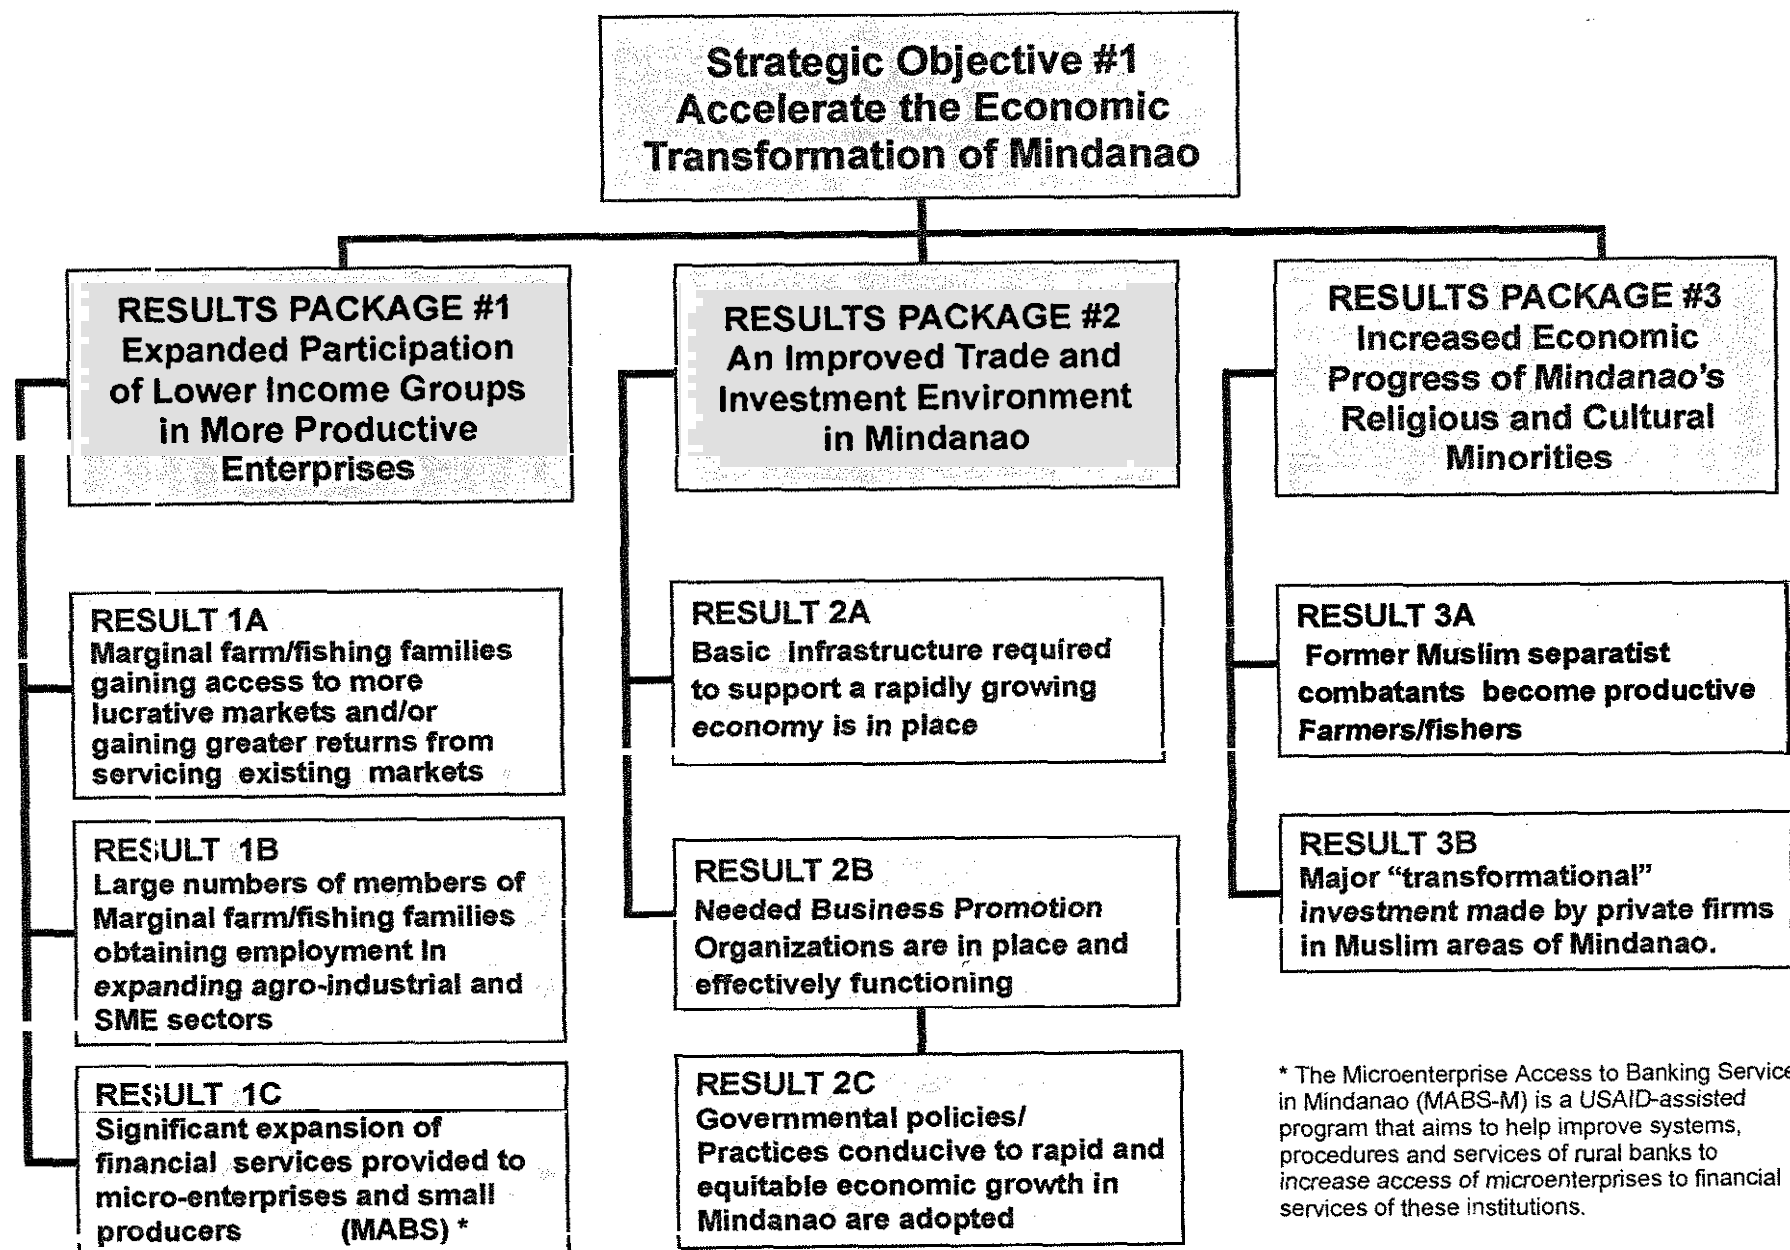 Strategic Objective #1
Accelerate the Economic
Transformation of Mindanao
RESULTS PACKAGE #1
Expanded Participation
of Lower Income Groups
in More Productive
Enterprises
RESULT 1A
Marginal farm/fishing families
gaining access to more
lucrative markets and/or
gaining greater returns from
servicing existing markets
RESULT 1B
Large numbers of members of
Marginal farm/fishing families
obtaining employment In
expanding agro-industrial and
SME sectors
RESULT 1C
Significant expansion of
financial services provided to
micro-enterprises and small
producers (MABS) *
RESULTS PACKAGE #2
An Improved Trade and
Investment Environment
in Mindanao
RESULT 2A
Basic Infrastructure required
to support a rapidly growing
economy is in place
RESULT 2B
Needed Business Promotion
Organizations are in place and
effectively functioning
RESULT 2C
Governmental policies/
Practices conducive to rapid and
equitable economic growth in
Mindanao are adopted
RESULTS PACKAGE #3
Increased Economic
Progress of Mindanao's
Religious and Cultural
Minorities
RESULT 3A
Former Muslim separatist
combatants become productive
Farmers/fishers
RESULT 3B
Major “transformational”
investment made by private firms
in Muslim areas of Mindanao.
* The Microenterprise Access to Banking Service
in Mindanao (MABS-M) is a USAID-assisted
program that aims to help improve systems,
procedures and services of rural banks to
increase access of microenterprises to financial
services of these institutions.